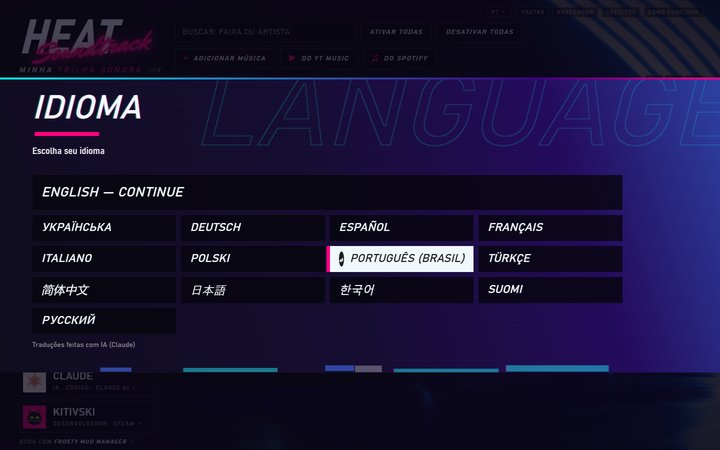 PT
PASTAS
NAVEGADOR
CRÉDITOS
COMO FUNCIONA
HEAT
Soundtrack
MINHA TRILHA SONORA
BUSCAR: FAIXA OU ARTISTA
ATIVAR TODAS
DESATIVAR TODAS
+ ADICIONAR MÚSICA
DO YT MUSIC
DO SPOTIFY
LANGUAGE
IDIOMA
Escolha seu idioma
ENGLISH — CONTINUE
УКРАЇНСЬКА
DEUTSCH
ESPAÑOL
FRANÇAIS
ITALIANO
POLSKI
PORTUGUÊS (BRASIL)
TÜRKÇE
简体中文
日本語
한국어
SUOMI
РУССКИЙ
Traduções feitas com IA (Claude)
CLAUDE
IA · CÓDIGO · CLAUDE.AI ↗
KITIVSKI
DESENVOLVEDOR · STEAM ↗
RODA COM FROSTY MOD MANAGER ↗